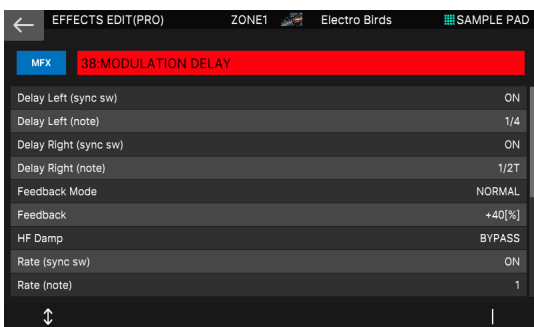 EFFECTS EDIT(PRO) ZONE1 Electro Birds SAMPLE PAD
MFX 38:MODULATION DELAY
Delay Left (sync sw) ON
Delay Left (note) 1/4
Delay Right (sync sw) ON
Delay Right (note) 1/2T
Feedback Mode NORMAL
Feedback +40[%]
HF Damp BYPASS
Rate (sync sw) ON
Rate (note) 1